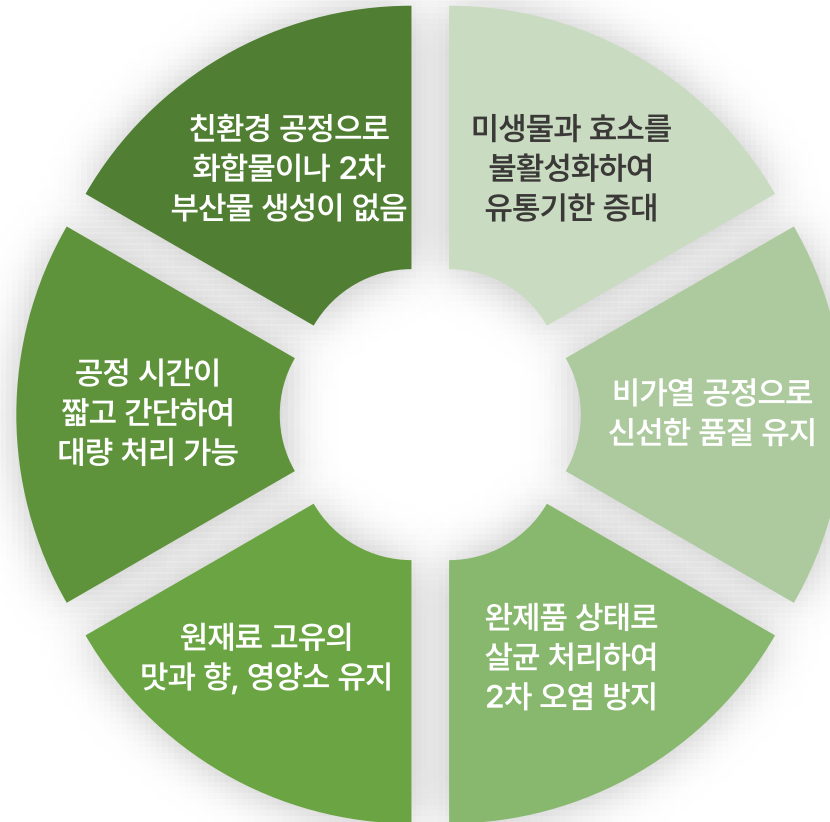 친환경 공정으로
화합물이나 2차
부산물 생성이 없음
미생물과 효소를
불활성화하여
유통기한 증대
공정 시간이
짧고 간단하여
대량 처리 가능
비가열 공정으로
신선한 품질 유지
원재료 고유의
맛과 향, 영양소 유지
완제품 상태로
살균 처리하여
2차 오염 방지